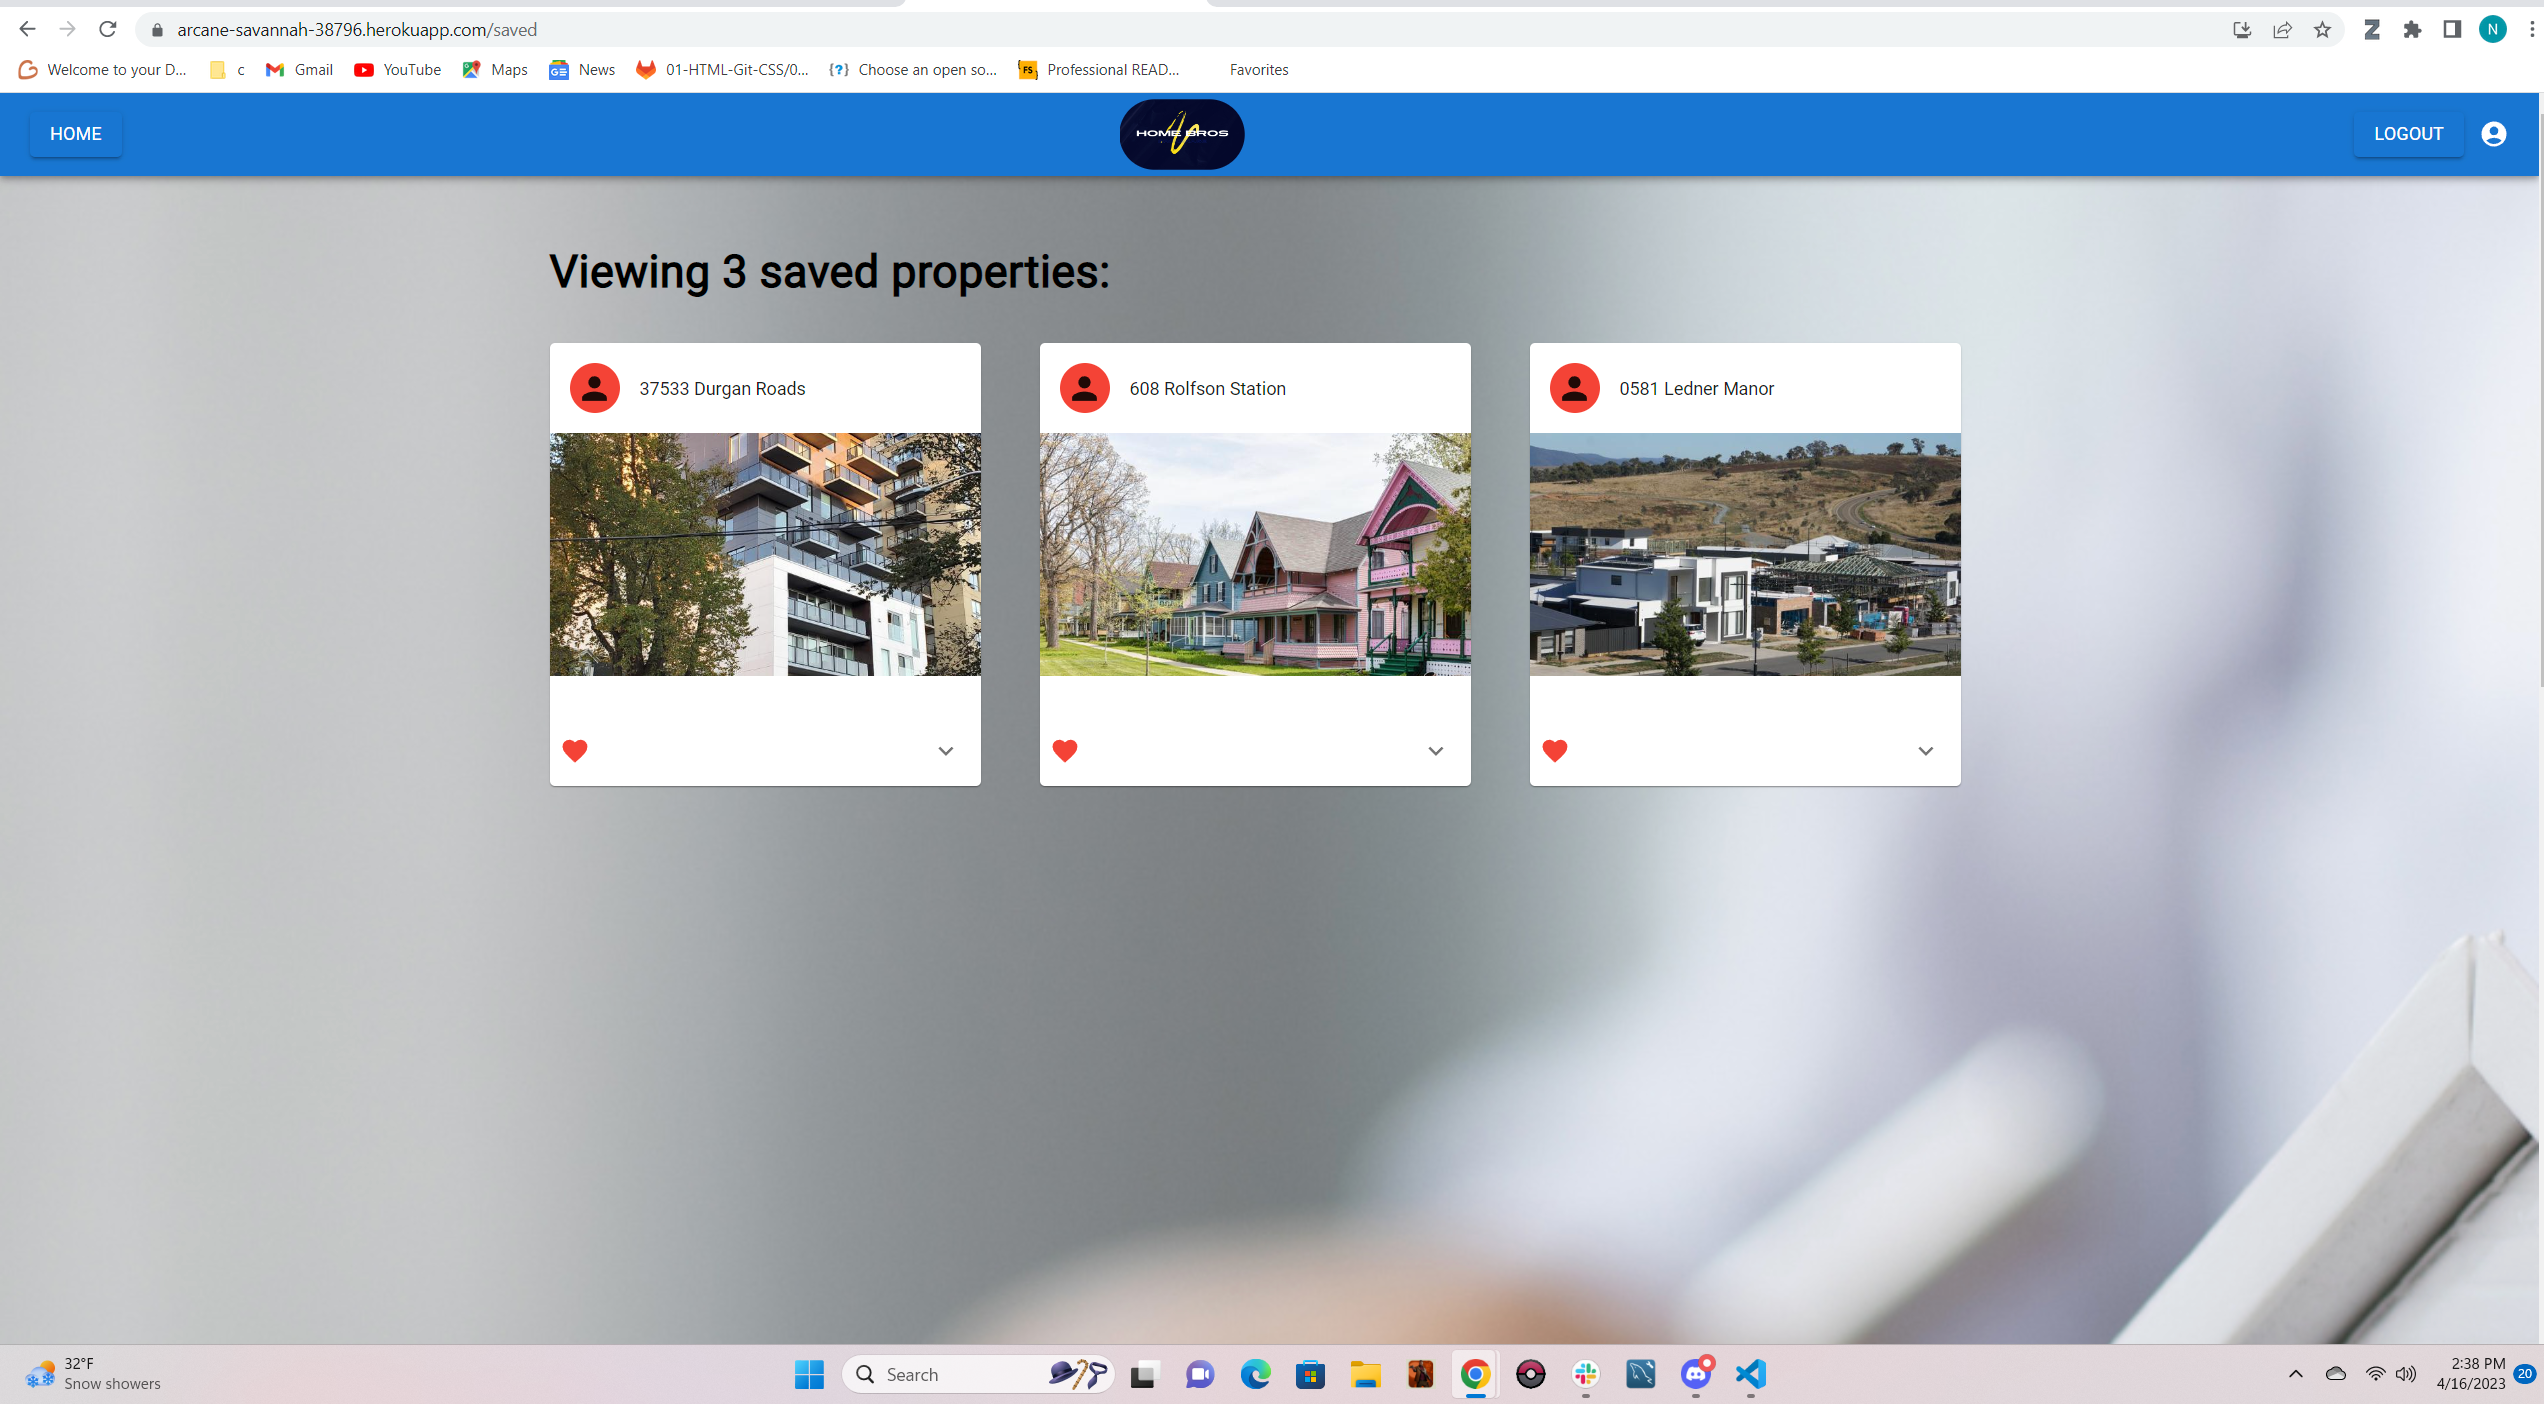 arcane-savannah-38796.herokuapp.com/saved
N
Welcome to your D...
c
Gmail
YouTube
Maps
News
01-HTML-Git-CSS/0...
Choose an open so...
Professional READ...
Favorites
HOME
HOME BROS
LOGOUT
Viewing 3 saved properties:
37533 Durgan Roads
608 Rolfson Station
0581 Ledner Manor
32°F
Snow showers
Search
2:38 PM
4/16/2023
20